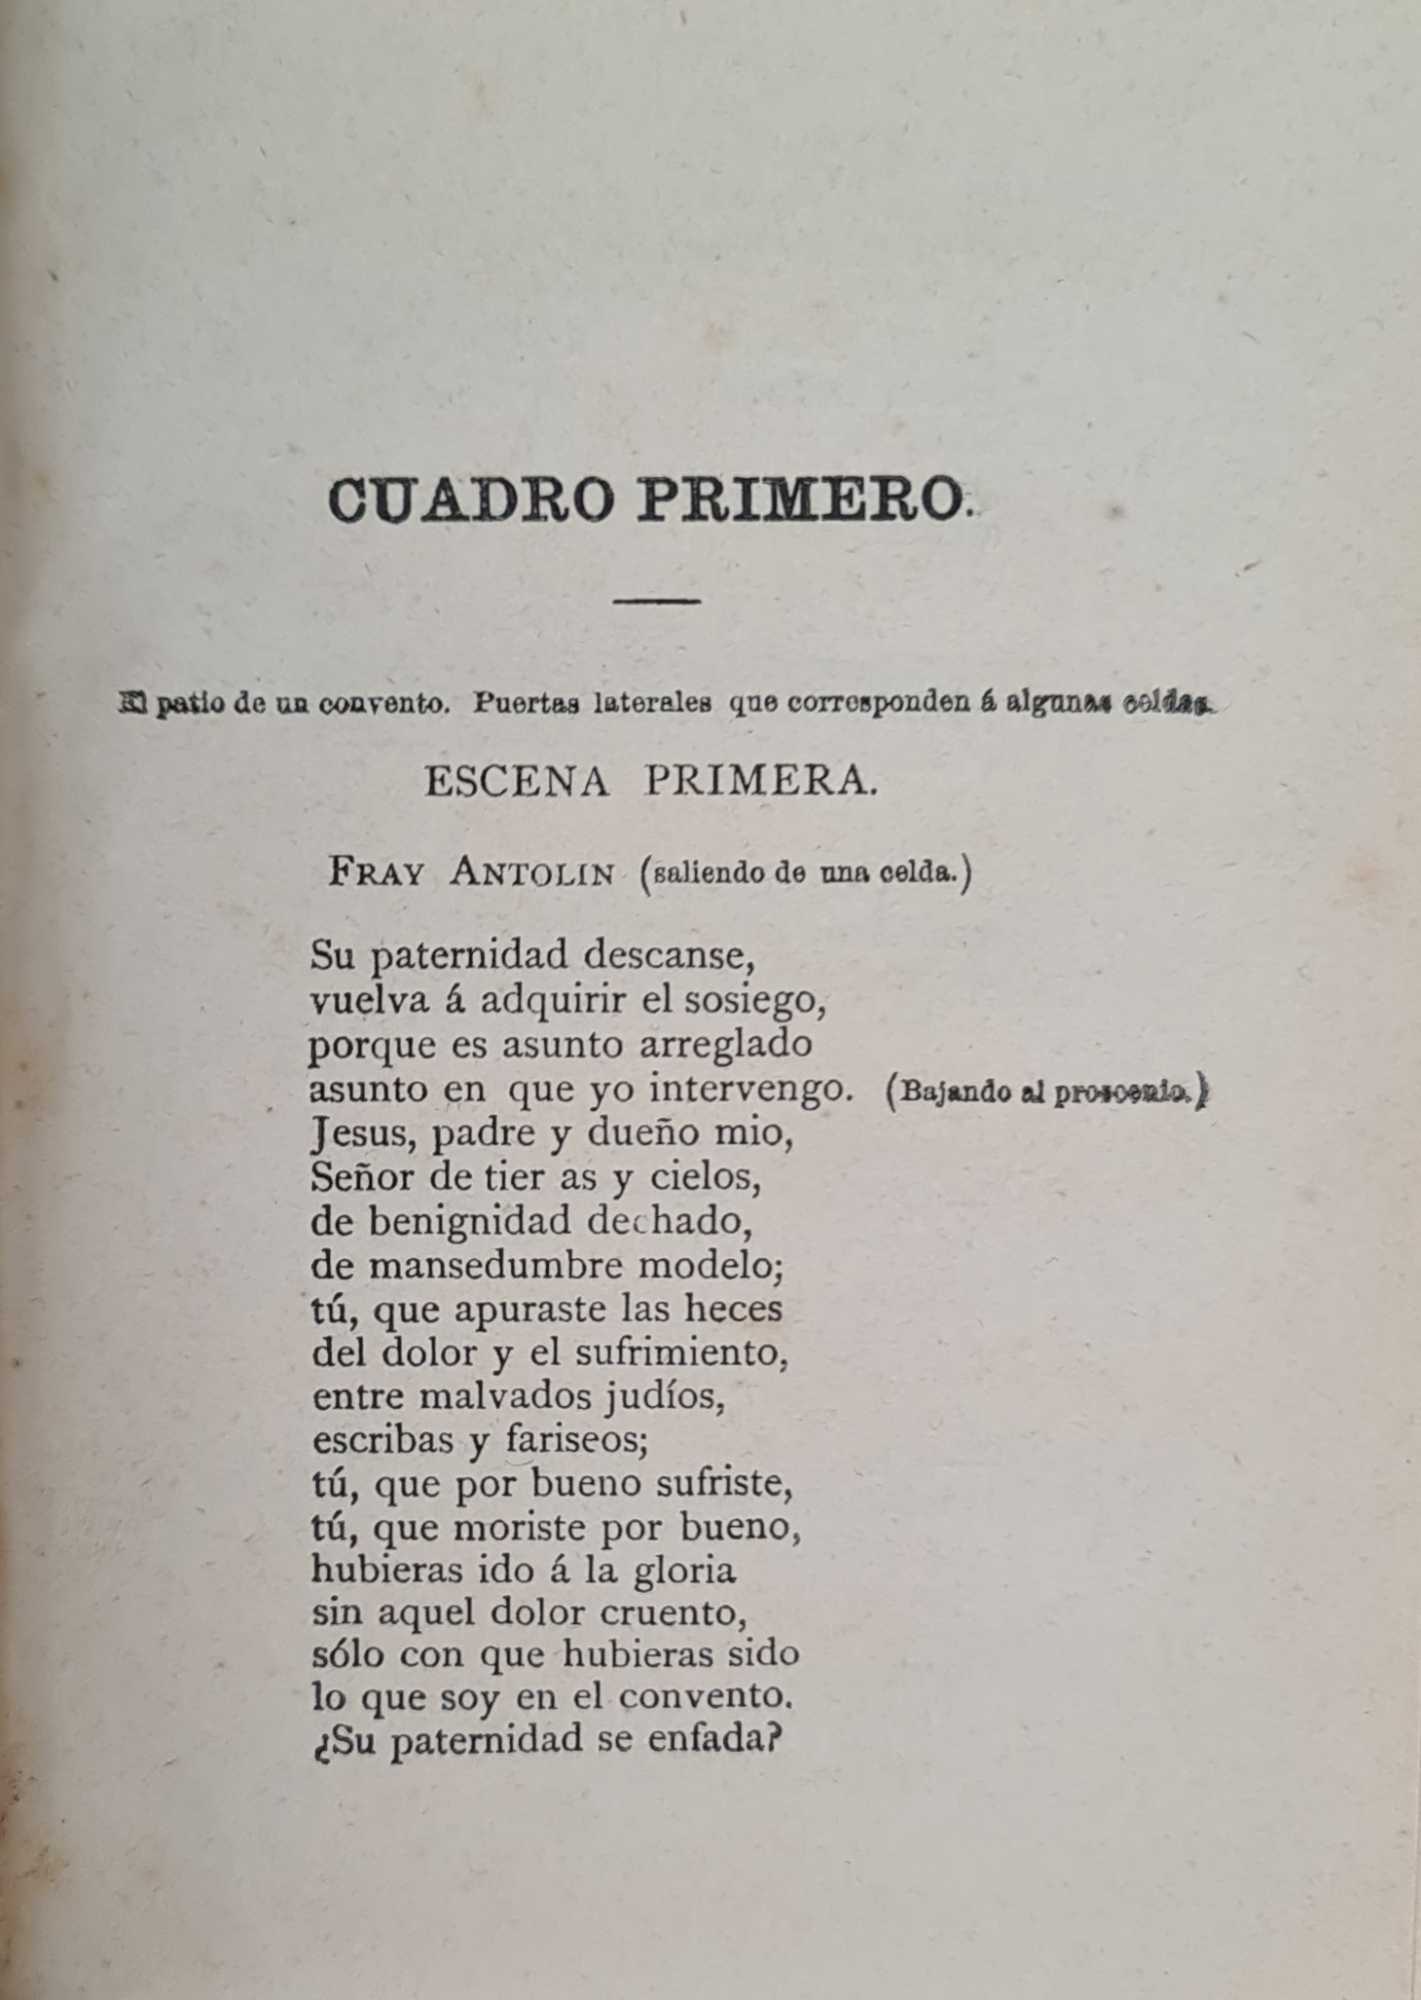 CUADRO PRIMERO.
El patio de un convento. Puertas laterales que corresponden á algunas celdas.
ESCENA PRIMERA.
FRAY ANTOLIN (saliendo de una celda.)
Su paternidad descanse,
vuelva á adquirir el sosiego,
porque es asunto arreglado
asunto en que yo intervengo. (Bajando al proscenio.)
Jesus, padre y dueño mio,
Señor de tier as y cielos,
de benignidad dechado,
de mansedumbre modelo;
tú, que apuraste las heces
del dolor y el sufrimiento,
entre malvados judíos,
escribas y fariseos;
tú, que por bueno sufriste,
tú, que moriste por bueno,
hubieras ido á la gloria
sin aquel dolor cruento,
sólo con que hubieras sido
lo que soy en el convento.
¿Su paternidad se enfada?